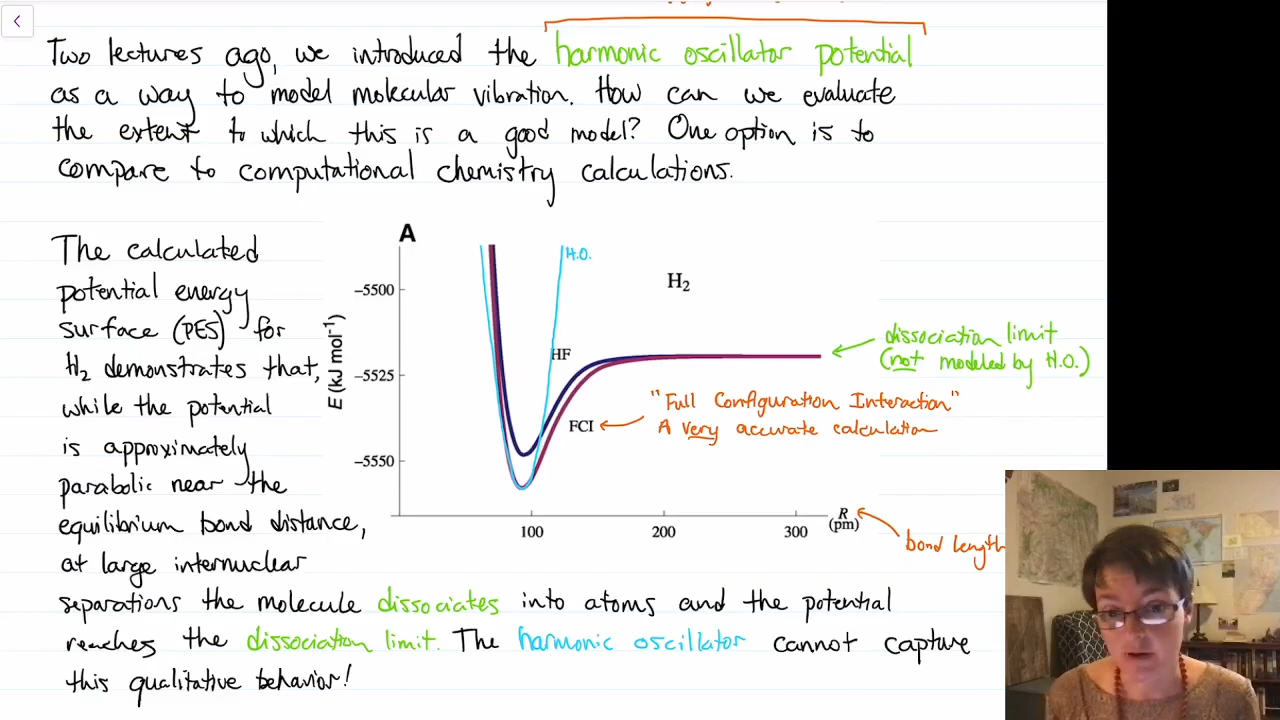 Two lectures ago, we introduced the harmonic oscillator potential
as a way to model molecular vibration. How can we evaluate
the extent to which this is a good model? One option is to
compare to computational chemistry calculations.
The calculated
potential energy
surface (PES) for
H₂ demonstrates that,
while the potential
is approximately
parabolic near the
equilibrium bond distance,
at large internuclear
separations the molecule dissociates into atoms and the potential
reaches the dissociation limit. The harmonic oscillator cannot capture
this qualitative behavior!
A
H.O.
H₂
-5500
-5525
-5550
E (kJ mol⁻¹)
HF
FCI
dissociation limit
(not modeled by H.O.)
"Full Configuration Interaction"
A very accurate calculation
100
200
300
R
(pm)
bond length